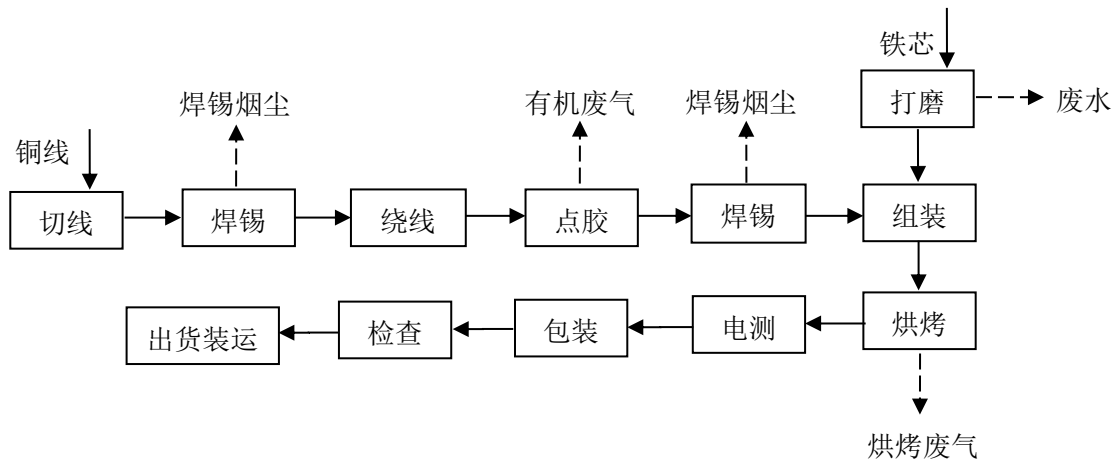 铁芯
焊锡烟尘
有机废气
焊锡烟尘
打磨
废水
铜线
切线
焊锡
绕线
点胶
焊锡
组装
出货装运
检查
包装
电测
烘烤
烘烤废气